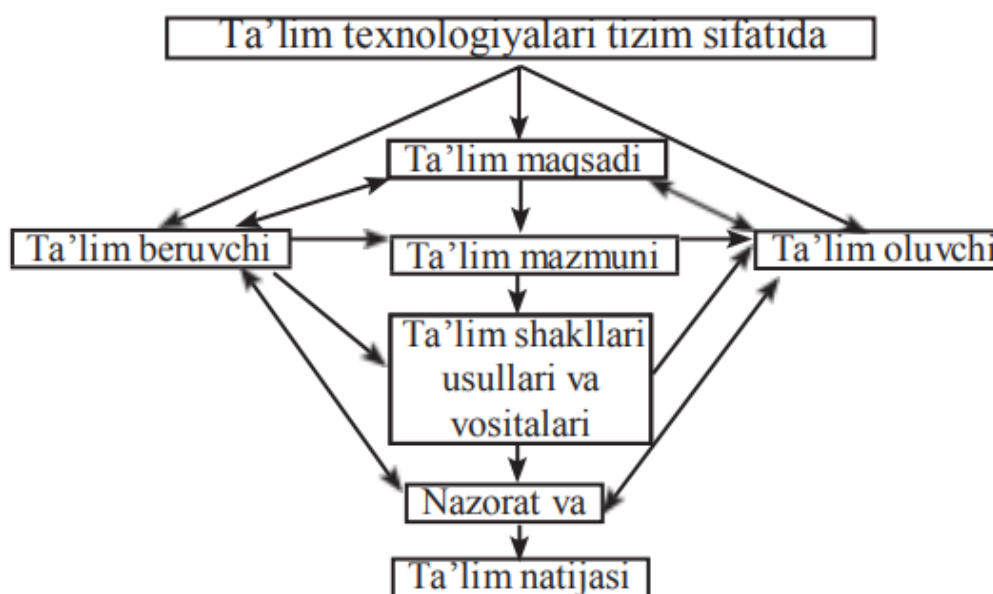 Ta’lim texnologiyalari tizim sifatida
Ta’lim maqsadi
Ta’lim beruvchi
Ta’lim mazmuni
Ta’lim oluvchi
Ta’lim shakllari
usullari va
vositalari
Nazorat va
Ta’lim natijasi